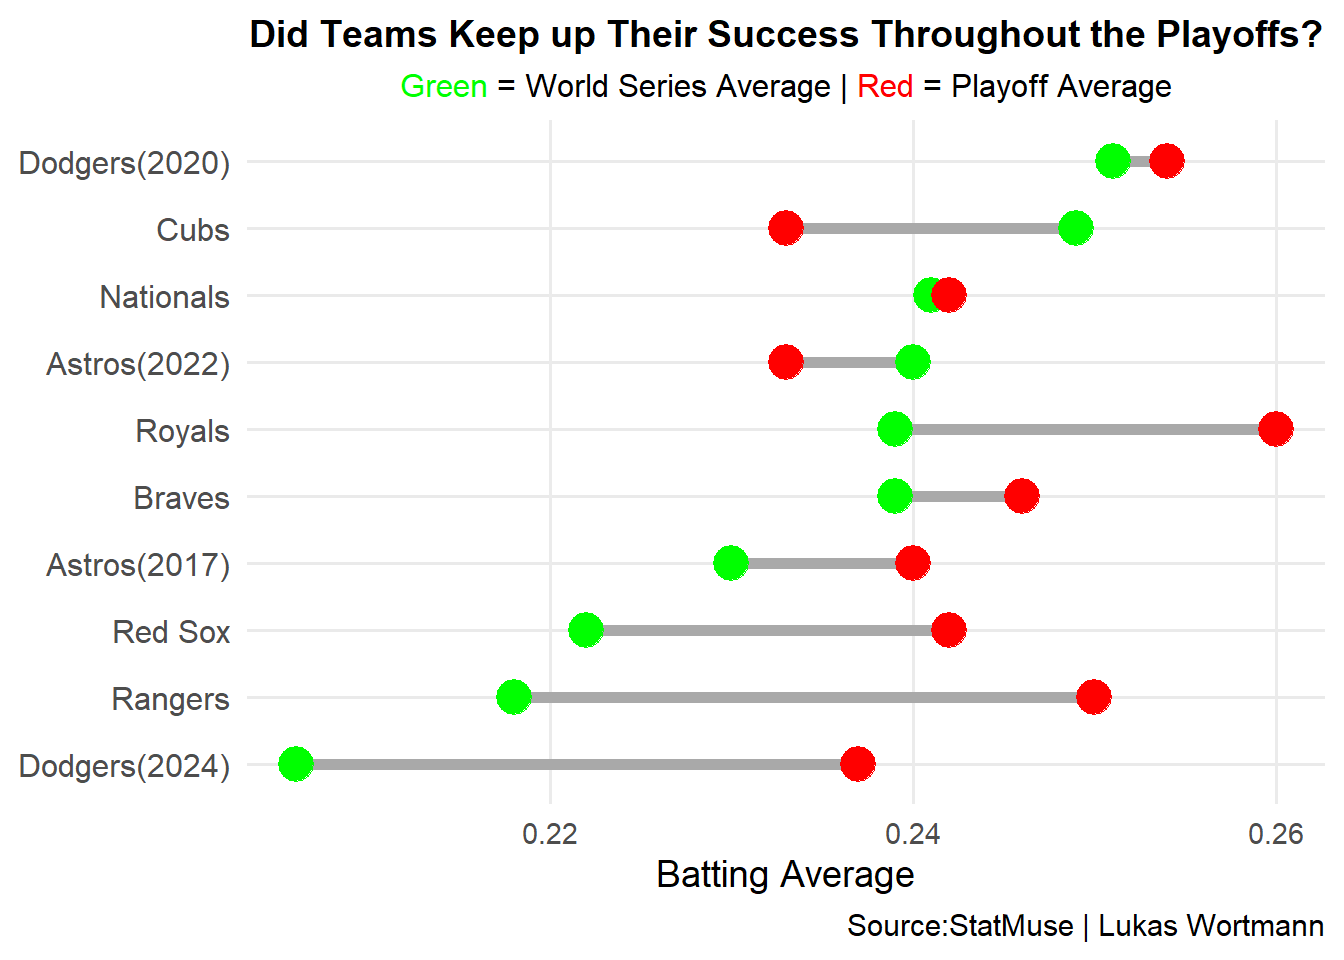 Did Teams Keep up Their Success Throughout the Playoffs?
Green = World Series Average | Red = Playoff Average
Dodgers(2020)
Cubs
Nationals
Astros(2022)
Royals
Braves
Astros(2017)
Red Sox
Rangers
Dodgers(2024)
0.22 0.24 0.26
Batting Average
Source:StatMuse | Lukas Wortmann